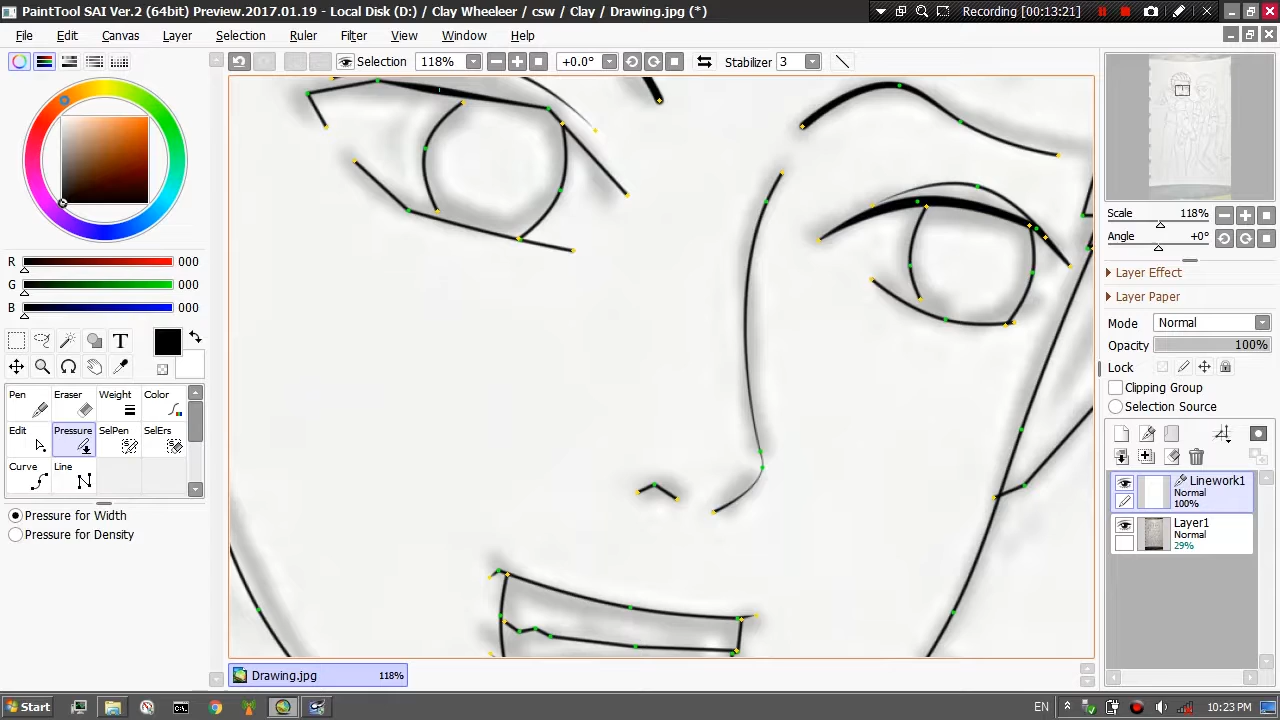 PaintTool SAI Ver.2 (64bit) Preview.2017.01.19 - Local Disk (D:) / Clay Wheeleer / csw / Clay / Drawing.jpg (*)
Recording [00:13:21]
File Edit Canvas Layer Selection Ruler Filter View Window Help
Selection 118% +0.0° Stabilizer 3
R 000
G 000
B 000
T
Pen Eraser Weight Color
Edit Pressure SelPen SelErs
Curve Line
Pressure for Width
Pressure for Density
Scale 118%
Angle +0°
Layer Effect
Layer Paper
Mode Normal
Opacity 100%
Lock
Clipping Group
Selection Source
Linework1
Normal
100%
Layer1
Normal
29%
Drawing.jpg 118%
Start
EN 10:23 PM